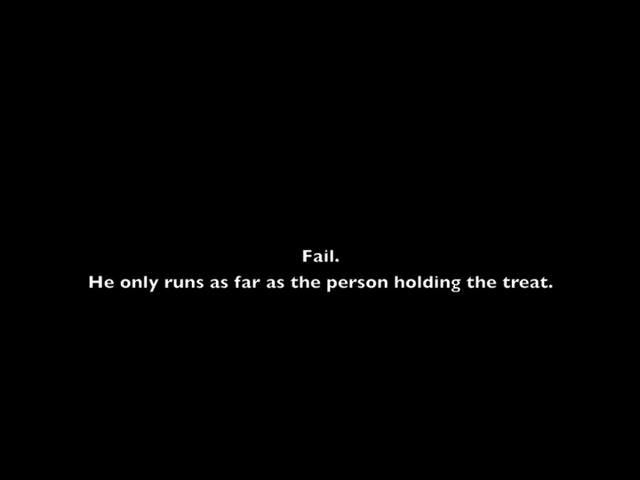 Fail.
He only runs as far as the person holding the treat.